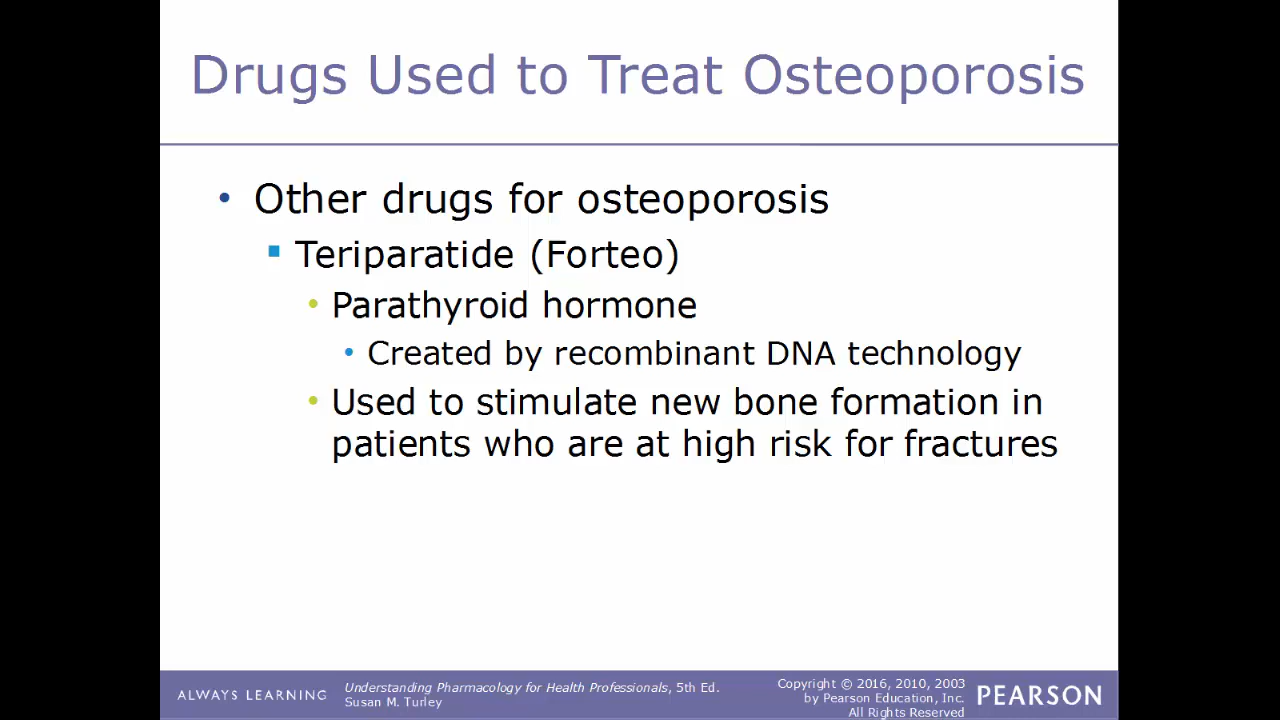 Drugs Used to Treat Osteoporosis
• Other drugs for osteoporosis
▪ Teriparatide (Forteo)
• Parathyroid hormone
• Created by recombinant DNA technology
• Used to stimulate new bone formation in
patients who are at high risk for fractures
ALWAYS LEARNING
Understanding Pharmacology for Health Professionals, 5th Ed.
Susan M. Turley
Copyright © 2016, 2010, 2003
by Pearson Education, Inc.
All Rights Reserved
PEARSON